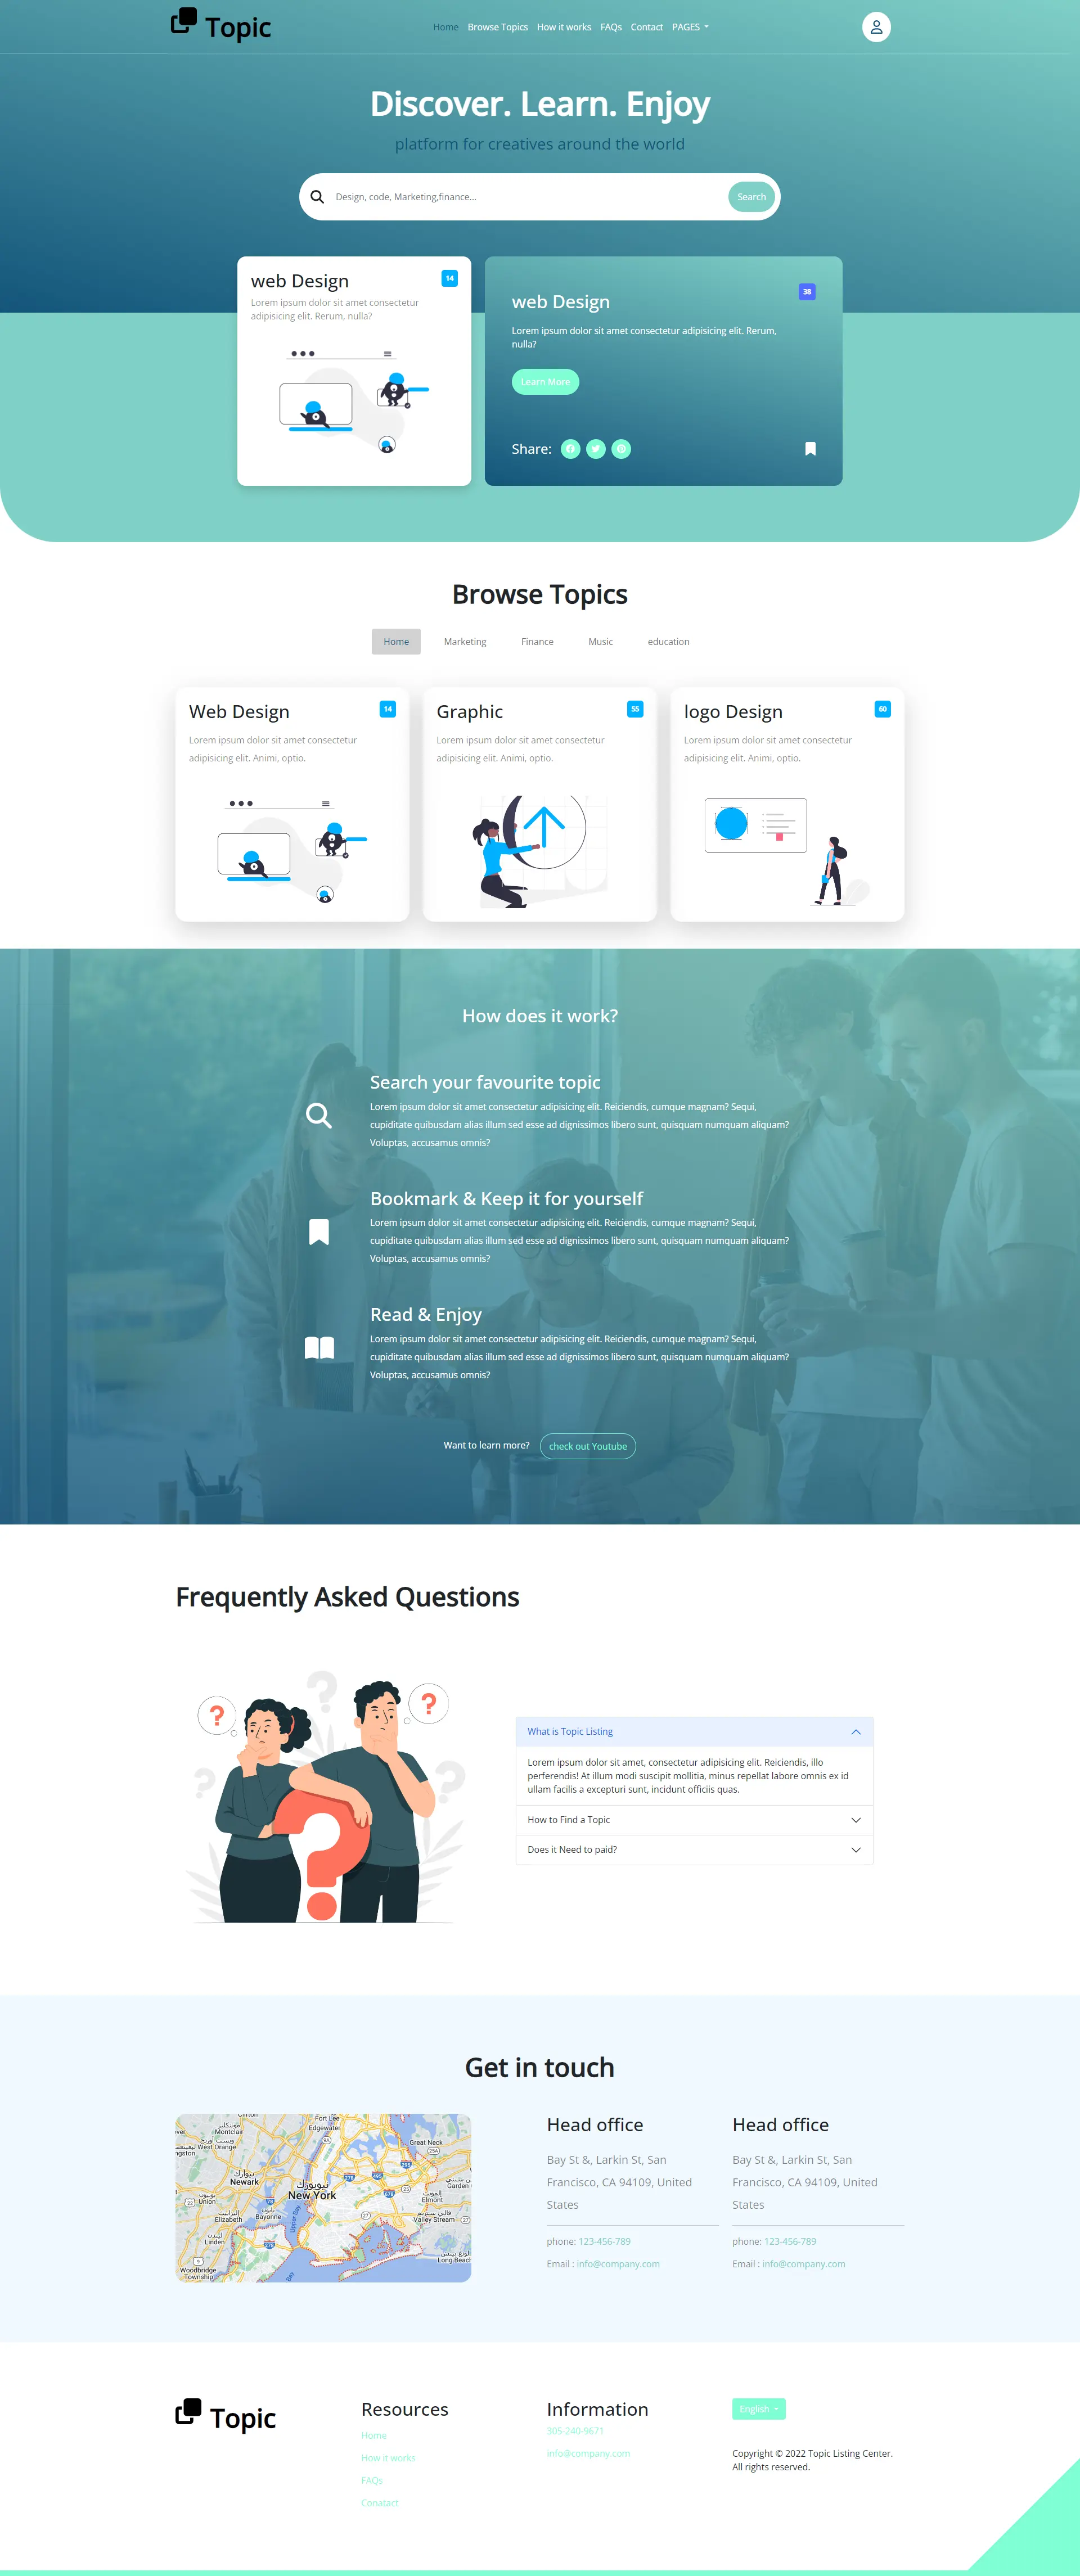 Topic
Home Browse Topics How it works FAQs Contact PAGES
Discover. Learn. Enjoy
platform for creatives around the world
Design, code, Marketing,finance...
Search
web Design
14
Lorem ipsum dolor sit amet consectetur
adipisicing elit. Rerum, nulla?
web Design
38
Lorem ipsum dolor sit amet consectetur adipisicing elit. Rerum,
nulla?
Learn More
Share:
Browse Topics
Home Marketing Finance Music education
Web Design
14
Lorem ipsum dolor sit amet consectetur
adipisicing elit. Animi, optio.
Graphic
55
Lorem ipsum dolor sit amet consectetur
adipisicing elit. Animi, optio.
logo Design
60
Lorem ipsum dolor sit amet consectetur
adipisicing elit. Animi, optio.
How does it work?
Search your favourite topic
Lorem ipsum dolor sit amet consectetur adipisicing elit. Reiciendis, cumque magnam? Sequi,
cupiditate quibusdam alias illum sed esse ad dignissimos libero sunt, quisquam numquam aliquam?
Voluptas, accusamus omnis?
Bookmark & Keep it for yourself
Lorem ipsum dolor sit amet consectetur adipisicing elit. Reiciendis, cumque magnam? Sequi,
cupiditate quibusdam alias illum sed esse ad dignissimos libero sunt, quisquam numquam aliquam?
Voluptas, accusamus omnis?
Read & Enjoy
Lorem ipsum dolor sit amet consectetur adipisicing elit. Reiciendis, cumque magnam? Sequi,
cupiditate quibusdam alias illum sed esse ad dignissimos libero sunt, quisquam numquam aliquam?
Voluptas, accusamus omnis?
Want to learn more? check out Youtube
Frequently Asked Questions
? ? ?
? ?
?
What is Topic Listing
Lorem ipsum dolor sit amet, consectetur adipisicing elit. Reiciendis, illo
perferendis! At illum modi suscipit mollitia, minus repellat labore omnis ex id
ullam facilis a excepturi sunt, incidunt officiis quas.
How to Find a Topic
Does it Need to paid?
Get in touch
Fort Lee
Edgewater
Montclair
West Orange
Great Neck
نيوارك
Newark
نيويورك
New York
Union
اليزابيث
Elizabeth
بايون
Bayonne
Elmont
Valley Stream
Garden
Linden
Upper Bay
Woodbridge
Township
Long Beach
Head office
Bay St &, Larkin St, San
Francisco, CA 94109, United
States
phone: 123-456-789
Email : info@company.com
Head office
Bay St &, Larkin St, San
Francisco, CA 94109, United
States
phone: 123-456-789
Email : info@company.com
Topic
Resources
Home
How it works
FAQs
Conatact
Information
305-240-9671
info@company.com
English
Copyright © 2022 Topic Listing Center.
All rights reserved.